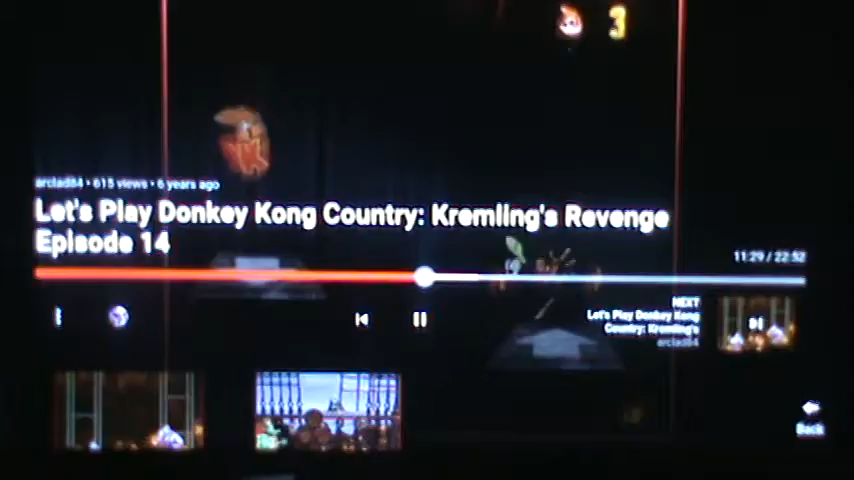 3
arclad84 • 615 views • 6 years ago
Let's Play Donkey Kong Country: Kremling's Revenge
Episode 14
11:29 / 22:52
NEXT
Let's Play Donkey Kong
Country: Kremling's
arclad84
Back